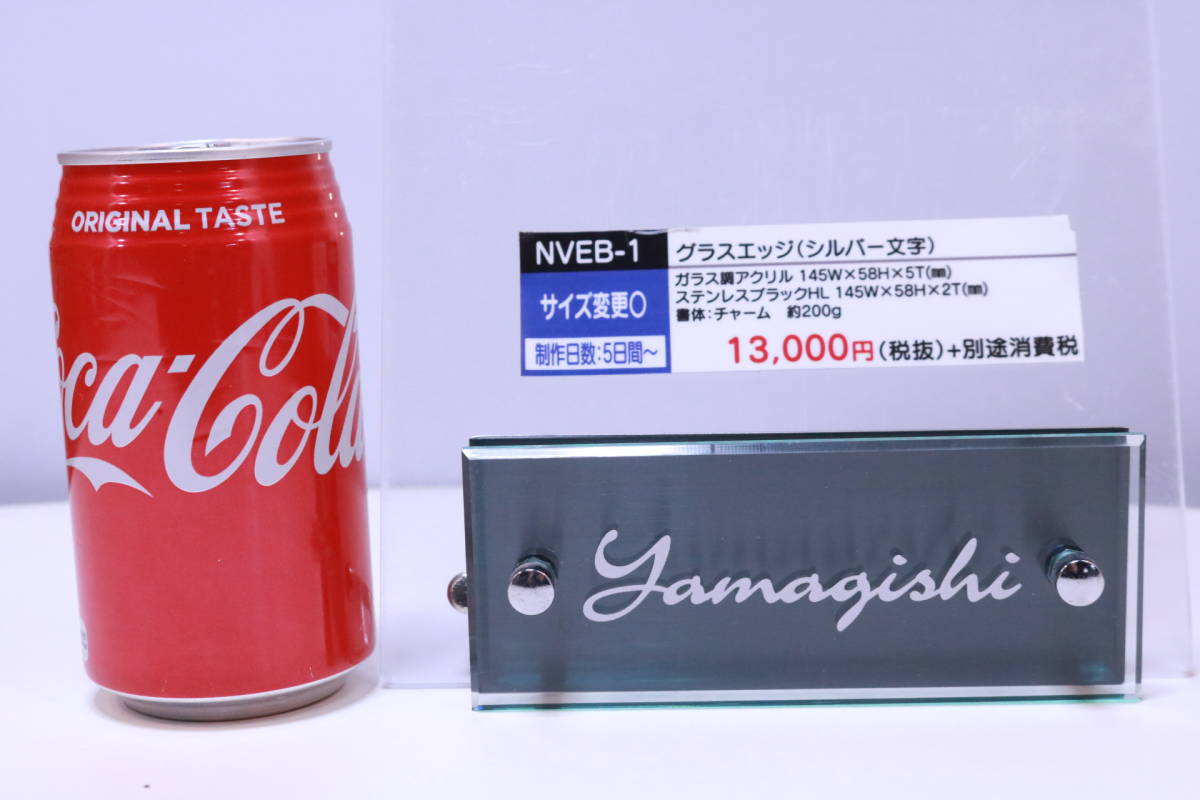 ORIGINAL TASTE
Coca-Cola
NVEB-1
グラスエッジ(シルバー文字)
サイズ変更○
ガラス調アクリル 145W×58H×5T(㎜)
ステンレスブラックHL 145W×58H×2T(㎜)
書体:チャーム 約200g
制作日数:5日間~
13,000円(税抜)+別途消費税
Yamagishi